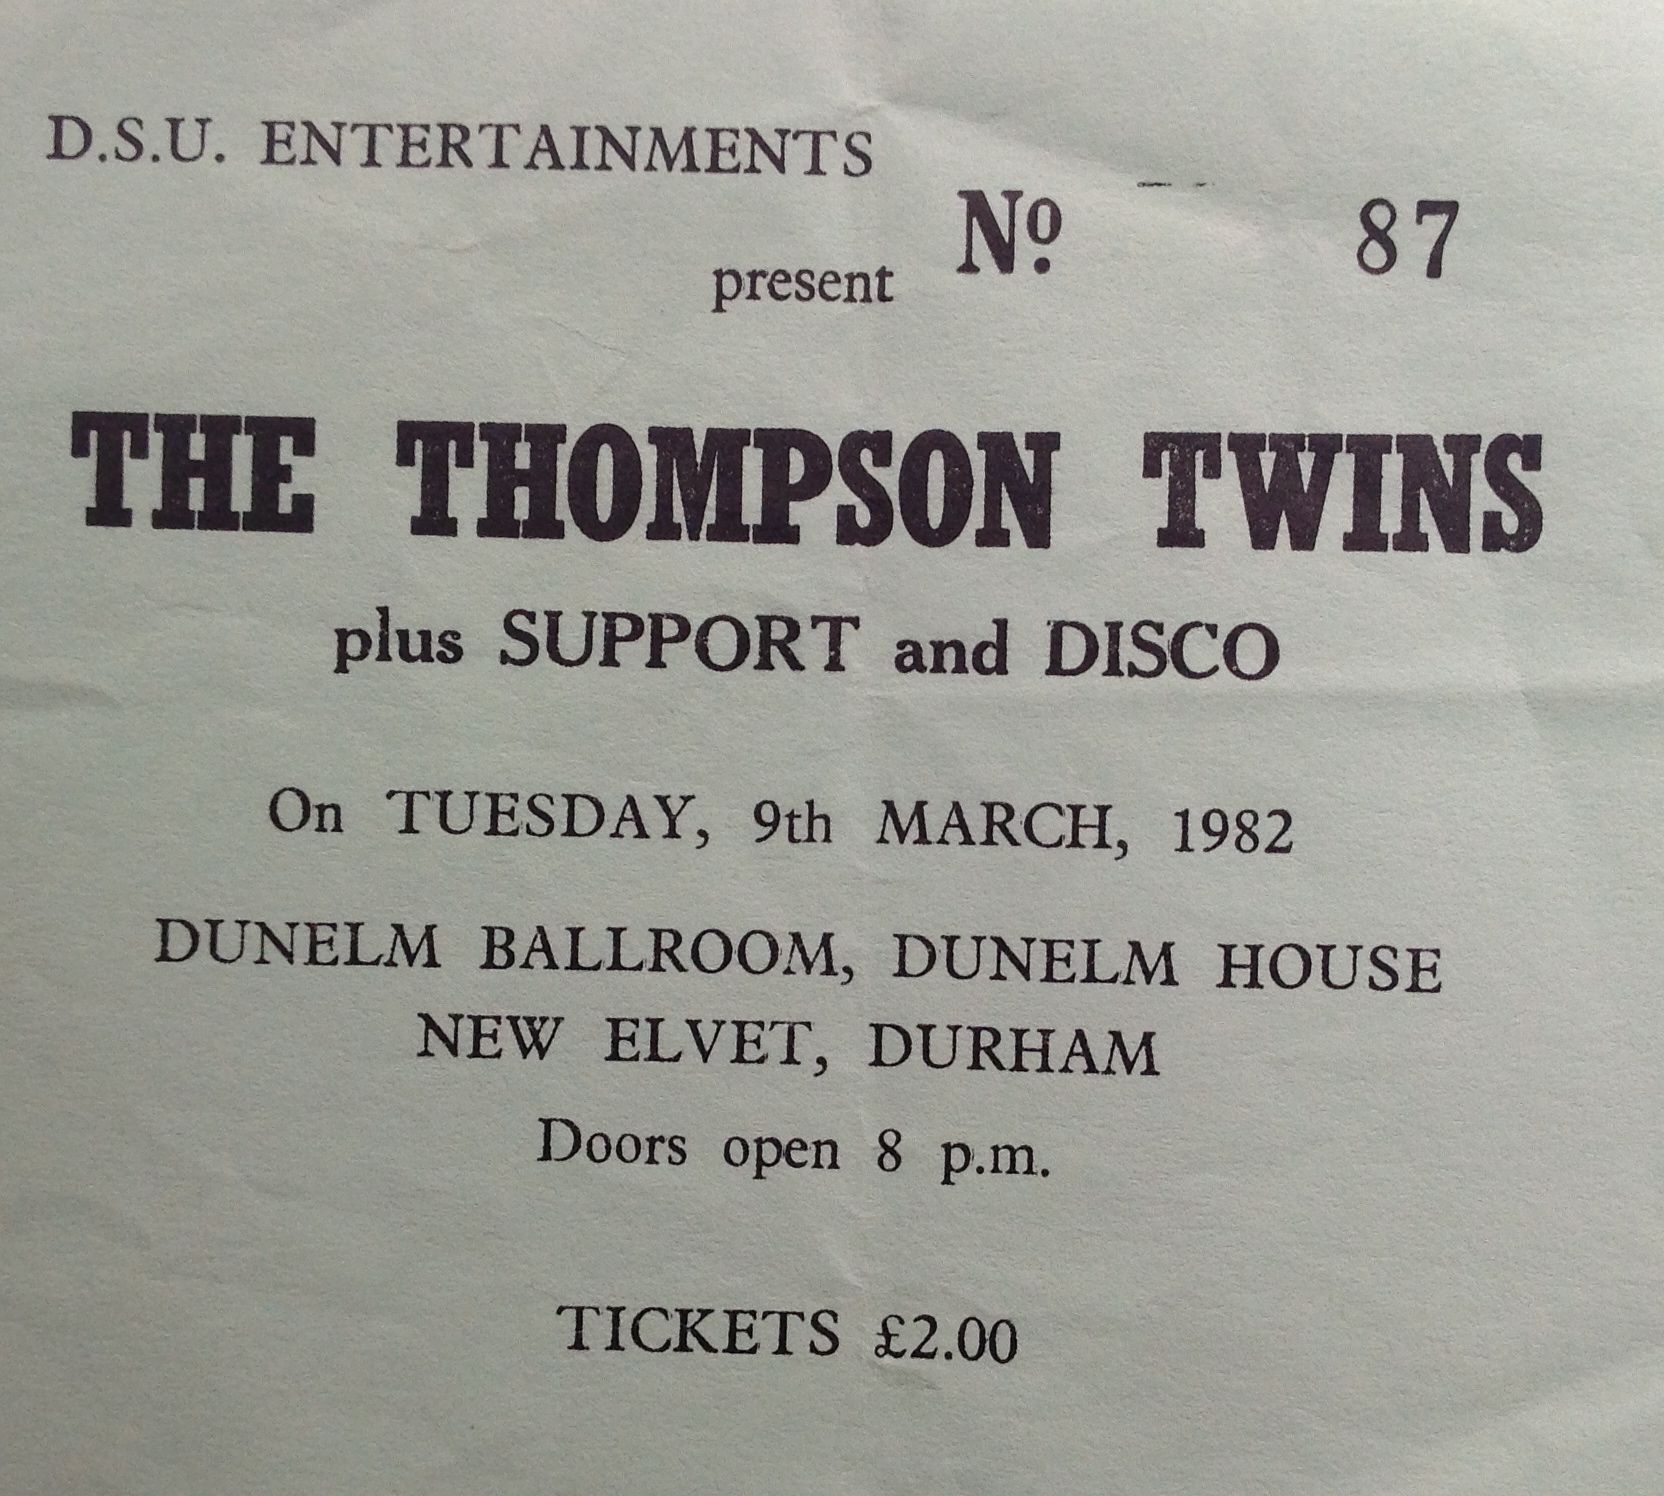 D.S.U. ENTERTAINMENTS
present
Nº 87
THE THOMPSON TWINS
plus SUPPORT and DISCO
On TUESDAY, 9th MARCH, 1982
DUNELM BALLROOM, DUNELM HOUSE
NEW ELVET, DURHAM
Doors open 8 p.m.
TICKETS £2.00